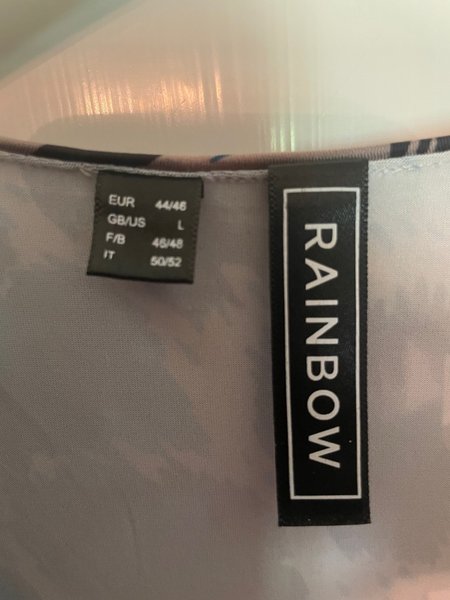 EUR 44/46
GB/US L
F/B 46/48
IT 50/52
RAINBOW